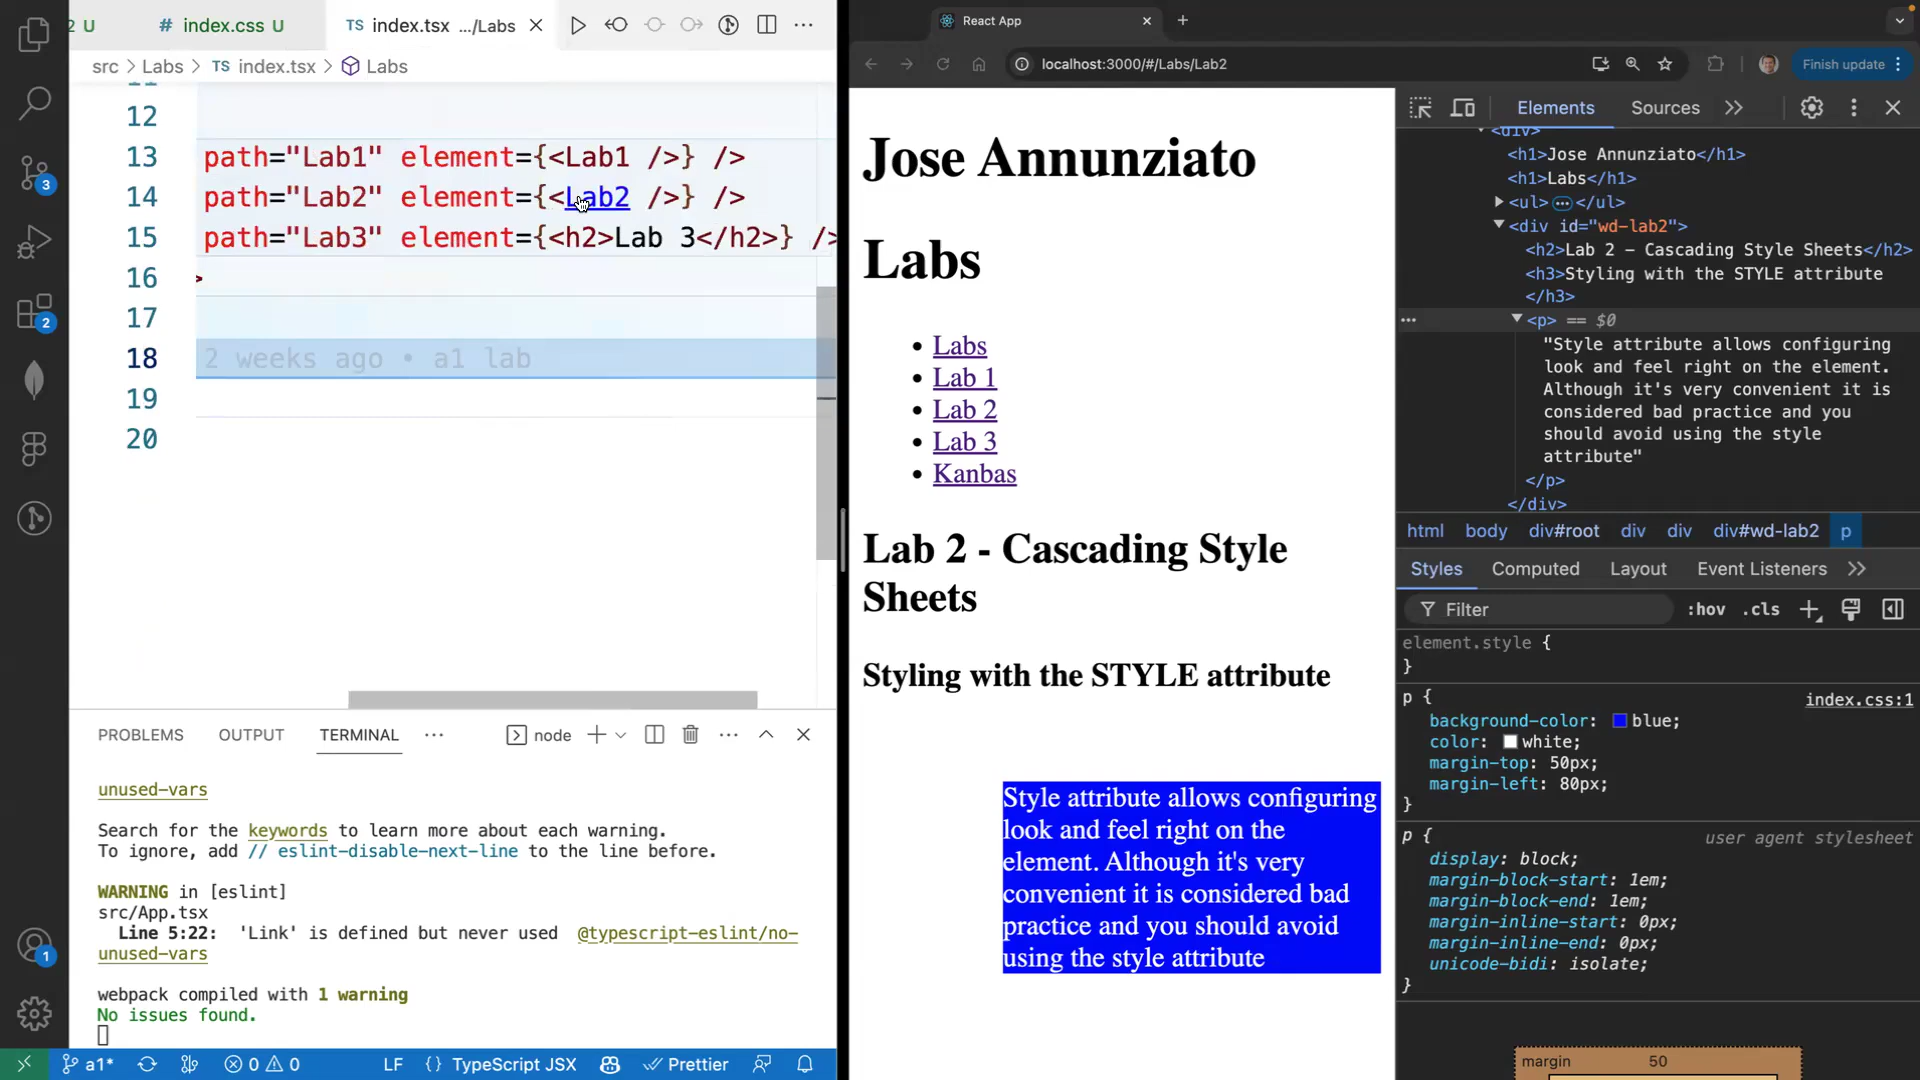 2 U
# index.css U
TS index.tsx .../Labs
src > Labs > TS index.tsx > Labs
12
13 path="Lab1" element={<Lab1 />} />
14 path="Lab2" element={<Lab2 />} />
15 path="Lab3" element={<h2>Lab 3</h2>} />
16 >
17
18 2 weeks ago • a1 lab
19
20
3
2
1
PROBLEMS OUTPUT TERMINAL ··· node
unused-vars
Search for the keywords to learn more about each warning.
To ignore, add // eslint-disable-next-line to the line before.
WARNING in [eslint]
src/App.tsx
Line 5:22: 'Link' is defined but never used @typescript-eslint/no-
unused-vars
webpack compiled with 1 warning
No issues found.
a1* 0 0 LF {} TypeScript JSX Prettier
React App
localhost:3000/#/Labs/Lab2
Finish update
Jose Annunziato
Labs
• Labs
• Lab 1
• Lab 2
• Lab 3
• Kanbas
Lab 2 - Cascading Style
Sheets
Styling with the STYLE attribute
Style attribute allows configuring
look and feel right on the
element. Although it's very
convenient it is considered bad
practice and you should avoid
using the style attribute
Elements Sources
<div>
<h1>Jose Annunziato</h1>
<h1>Labs</h1>
<ul>…</ul>
<div id="wd-lab2">
<h2>Lab 2 - Cascading Style Sheets</h2>
<h3>Styling with the STYLE attribute
</h3>
<p> == $0
"Style attribute allows configuring
look and feel right on the element.
Although it's very convenient it is
considered bad practice and you
should avoid using the style
attribute"
</p>
</div>
html body div#root div div div#wd-lab2 p
Styles Computed Layout Event Listeners
Filter :hov .cls
element.style {
}
p { index.css:1
background-color: blue;
color: white;
margin-top: 50px;
margin-left: 80px;
}
p { user agent stylesheet
display: block;
margin-block-start: 1em;
margin-block-end: 1em;
margin-inline-start: 0px;
margin-inline-end: 0px;
unicode-bidi: isolate;
}
margin 50